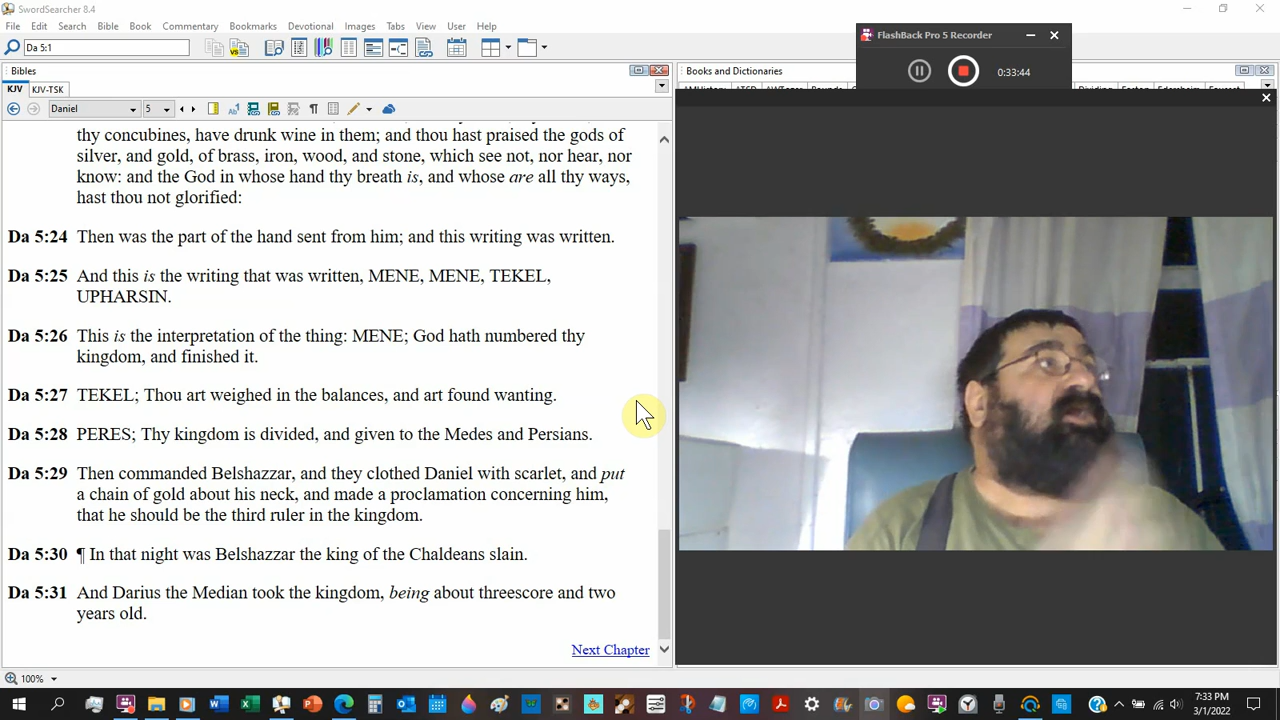 SwordSearcher
File Edit Search Bible Book Commentary Bookmarks Devotional Images Tabs View User Help
Da 5:1
FlashBack Pro 5 Recorder
0:33:44
Bibles
Books and Dictionaries
KJV KJV-TSK
Daniel 5
thy concubines, have drunk wine in them; and thou hast praised the gods of
silver, and gold, of brass, iron, wood, and stone, which see not, nor hear, nor
know: and the God in whose hand thy breath is, and whose are all thy ways,
hast thou not glorified:
Da 5:24 Then was the part of the hand sent from him; and this writing was written.
Da 5:25 And this is the writing that was written, MENE, MENE, TEKEL,
UPHARSIN.
Da 5:26 This is the interpretation of the thing: MENE; God hath numbered thy
kingdom, and finished it.
Da 5:27 TEKEL; Thou art weighed in the balances, and art found wanting.
Da 5:28 PERES; Thy kingdom is divided, and given to the Medes and Persians.
Da 5:29 Then commanded Belshazzar, and they clothed Daniel with scarlet, and put
a chain of gold about his neck, and made a proclamation concerning him,
that he should be the third ruler in the kingdom.
Da 5:30 ¶ In that night was Belshazzar the king of the Chaldeans slain.
Da 5:31 And Darius the Median took the kingdom, being about threescore and two
years old.
Next Chapter
100%
7:33 PM
3/1/2022